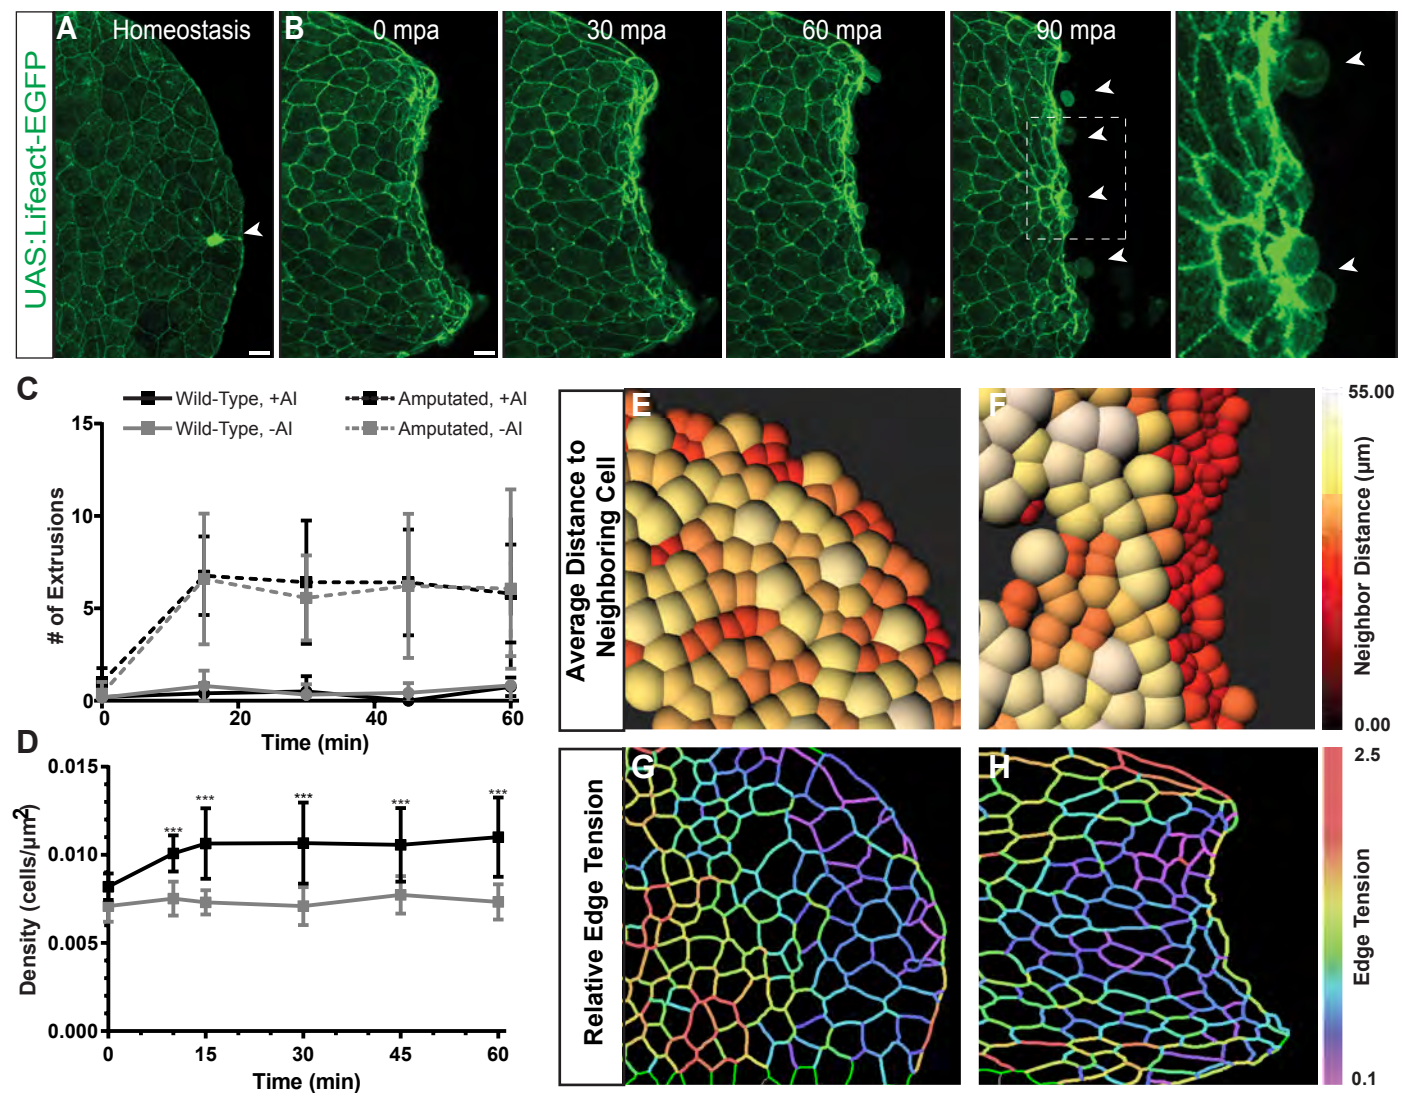 UAS:Lifeact-EGFP
A Homeostasis
B 0 mpa
30 mpa
60 mpa
90 mpa
C
Wild-Type, +AI
Amputated, +AI
Wild-Type, -AI
Amputated, -AI
15
10
5
0
# of Extrusions
0 20 40 60
Time (min)
D
0.015
0.010
0.005
0.000
Density (cells/µm2)
***
***
***
***
***
0 15 30 45 60
Time (min)
Average Distance to
Neighboring Cell
E
F
55.00
Neighbor Distance (µm)
0.00
Relative Edge Tension
G
H
2.5
Edge Tension
0.1